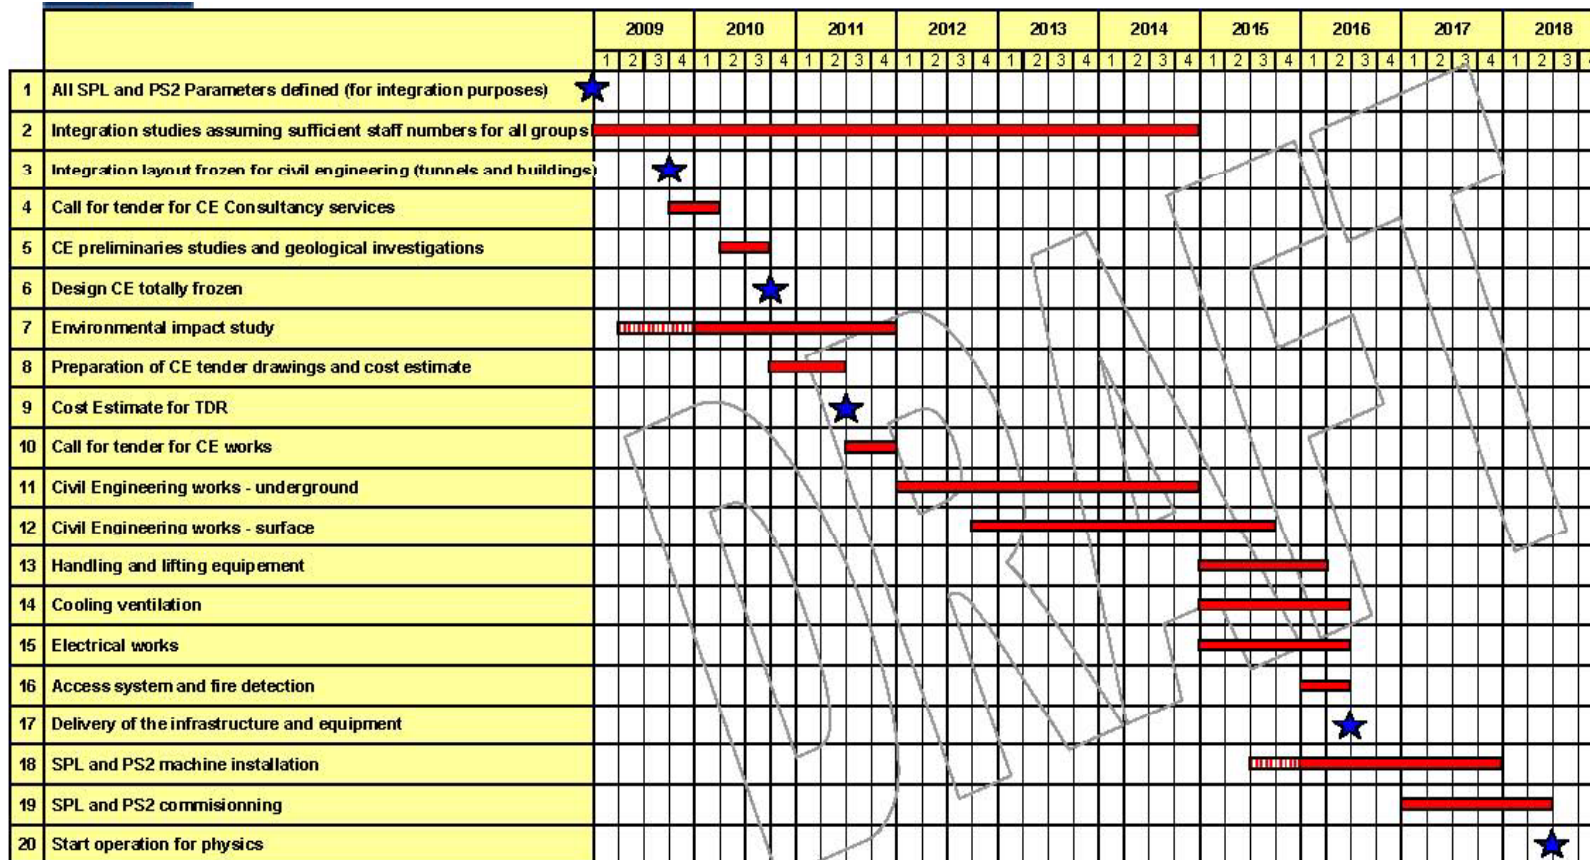 2009 2010 2011 2012 2013 2014 2015 2016 2017 2018
1 2 3 4 1 2 3 4 1 2 3 4 1 2 3 4 1 2 3 4 1 2 3 4 1 2 3 4 1 2 3 4 1 2 3 4 1 2 3 4
1 All SPL and PS2 Parameters defined (for integration purposes)
2 Integration studies assuming sufficient staff numbers for all groups
3 Integration layout frozen for civil engineering (tunnels and buildings)
4 Call for tender for CE Consultancy services
5 CE preliminaries studies and geological investigations
6 Design CE totally frozen
7 Environmental impact study
8 Preparation of CE tender drawings and cost estimate
9 Cost Estimate for TDR
10 Call for tender for CE works
11 Civil Engineering works - underground
12 Civil Engineering works - surface
13 Handling and lifting equipement
14 Cooling ventilation
15 Electrical works
16 Access system and fire detection
17 Delivery of the infrastructure and equipment
18 SPL and PS2 machine installation
19 SPL and PS2 commisionning
20 Start operation for physics
DRAFT